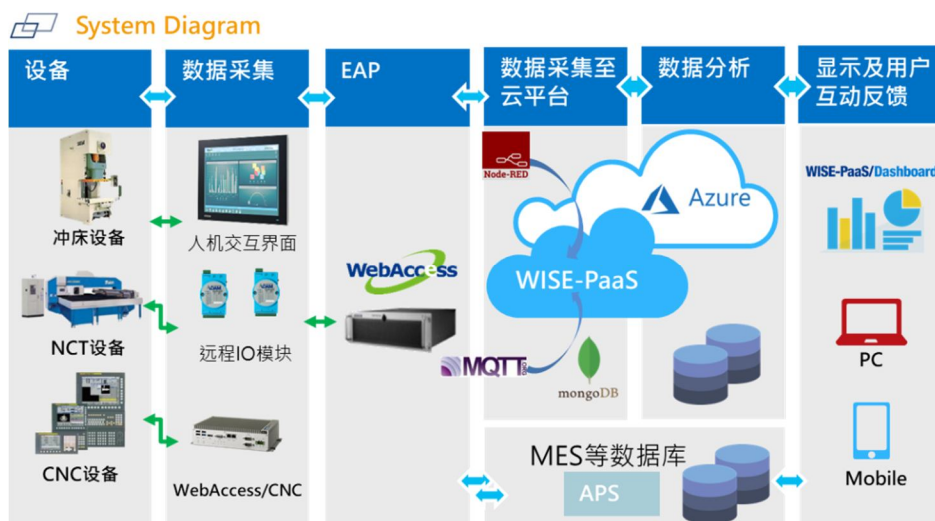 System Diagram
设备
数据采集
EAP
数据采集至
云平台
数据分析
显示及用户
互动反馈
冲床设备
NCT设备
CNC设备
人机交互界面
远程IO模块
WebAccess/CNC
WebAccess
Node-RED
Azure
WISE-PaaS
MQTT
mongoDB
MES等数据库
APS
WISE-PaaS/Dashboard
PC
Mobile